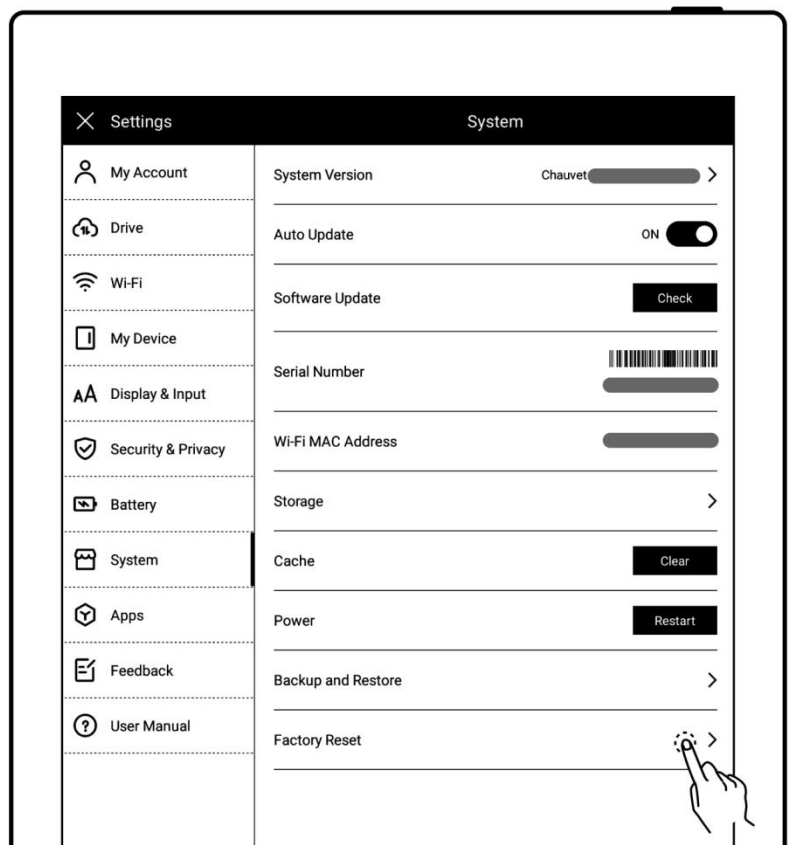 Settings
System
My Account
Drive
Wi-Fi
My Device
Display & Input
Security & Privacy
Battery
System
Apps
Feedback
User Manual
System Version Chauvet
Auto Update ON
Software Update Check
Serial Number
Wi-Fi MAC Address
Storage
Cache Clear
Power Restart
Backup and Restore
Factory Reset